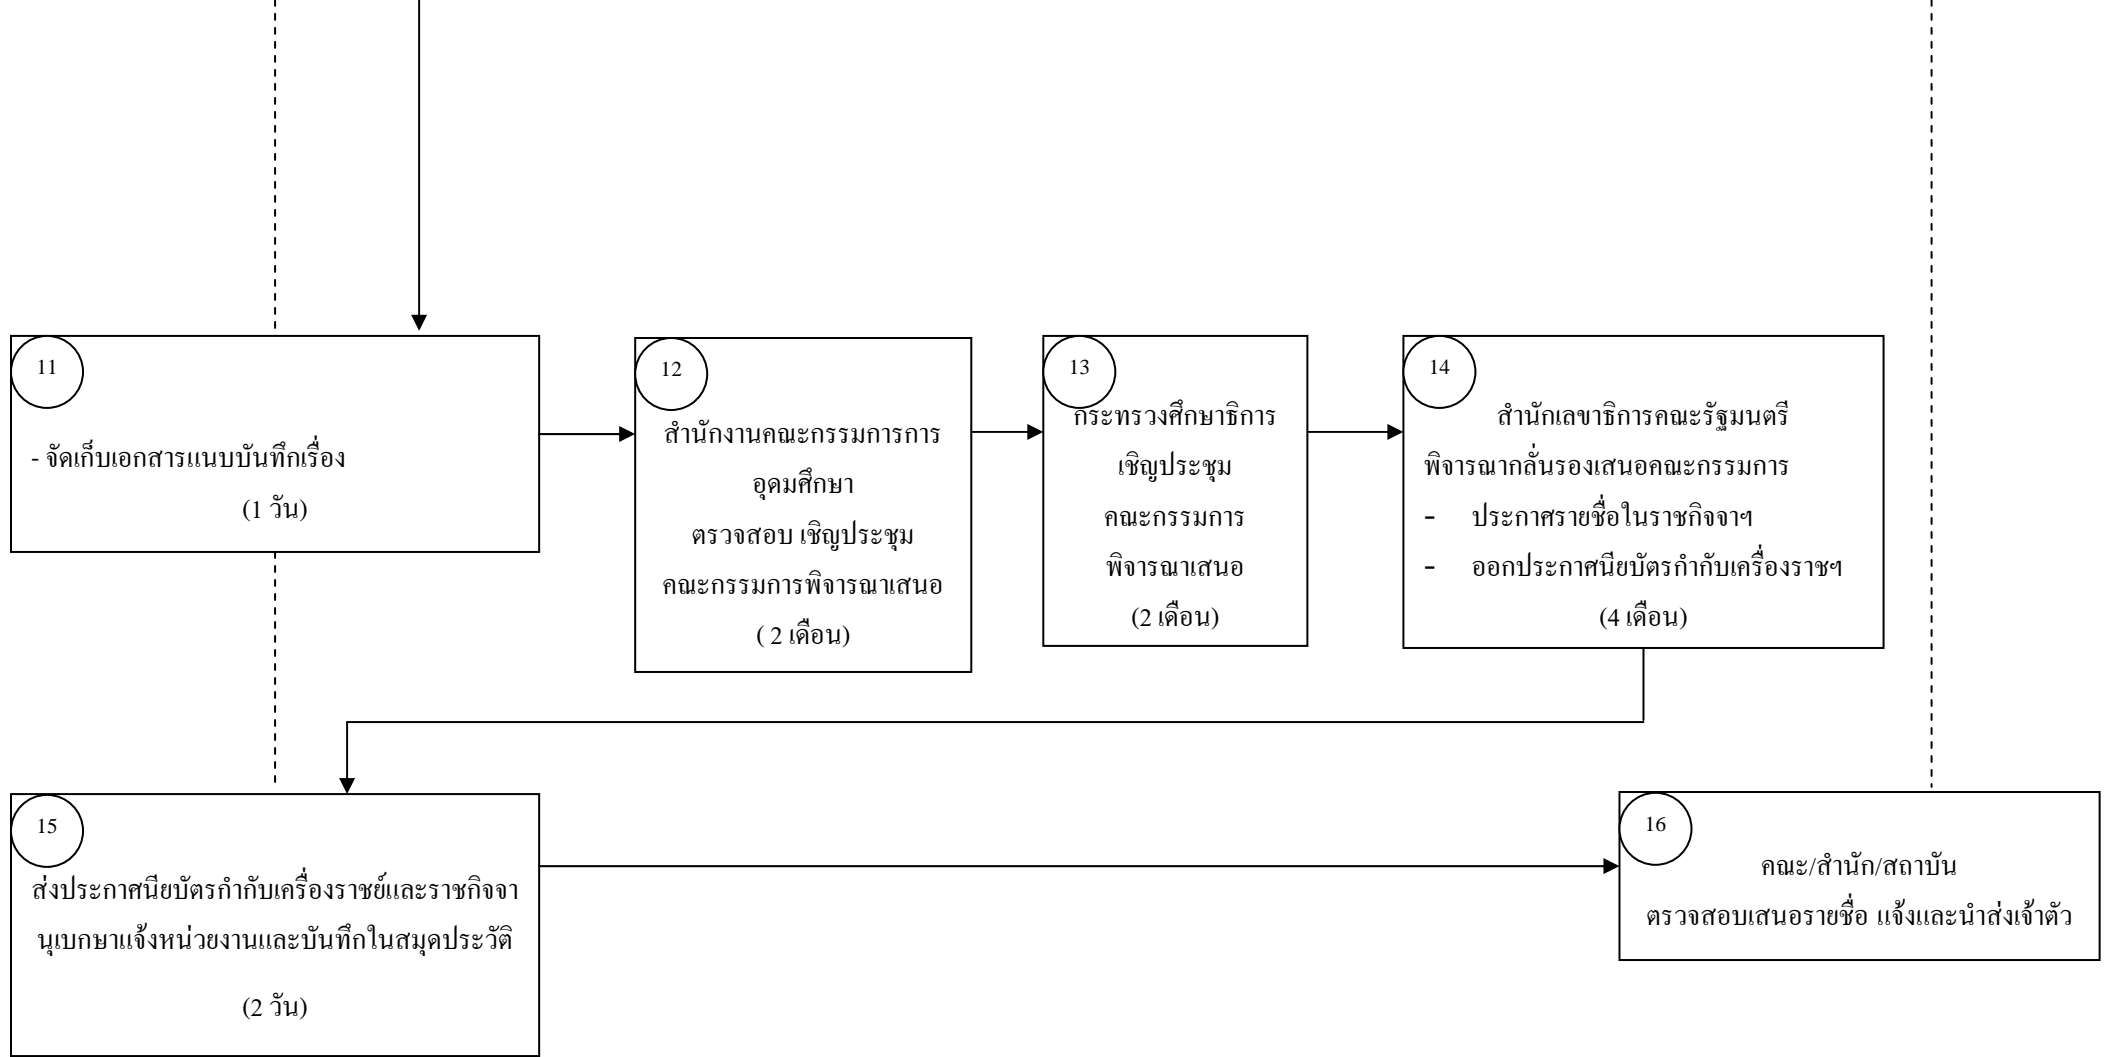 11
- จัดเก็บเอกสารแนบบันทึกเรื่อง
(1 วัน)
12
สำนักงานคณะกรรมการการ
อุดมศึกษา
ตรวจสอบ เชิญประชุม
คณะกรรมการพิจารณาเสนอ
( 2 เดือน)
13
กระทรวงศึกษาธิการ
เชิญประชุม
คณะกรรมการ
พิจารณาเสนอ
(2 เดือน)
14
สำนักเลขาธิการคณะรัฐมนตรี
พิจารณากลั่นรองเสนอคณะกรรมการ
- ประกาศรายชื่อในราชกิจจาฯ
- ออกประกาศนียบัตรกำกับเครื่องราชฯ
(4 เดือน)
15
ส่งประกาศนียบัตรกำกับเครื่องราชย์และราชกิจจา
นุเบกษาแจ้งหน่วยงานและบันทึกในสมุดประวัติ
(2 วัน)
16
คณะ/สำนัก/สถาบัน
ตรวจสอบเสนอรายชื่อ แจ้งและนำส่งเจ้าตัว